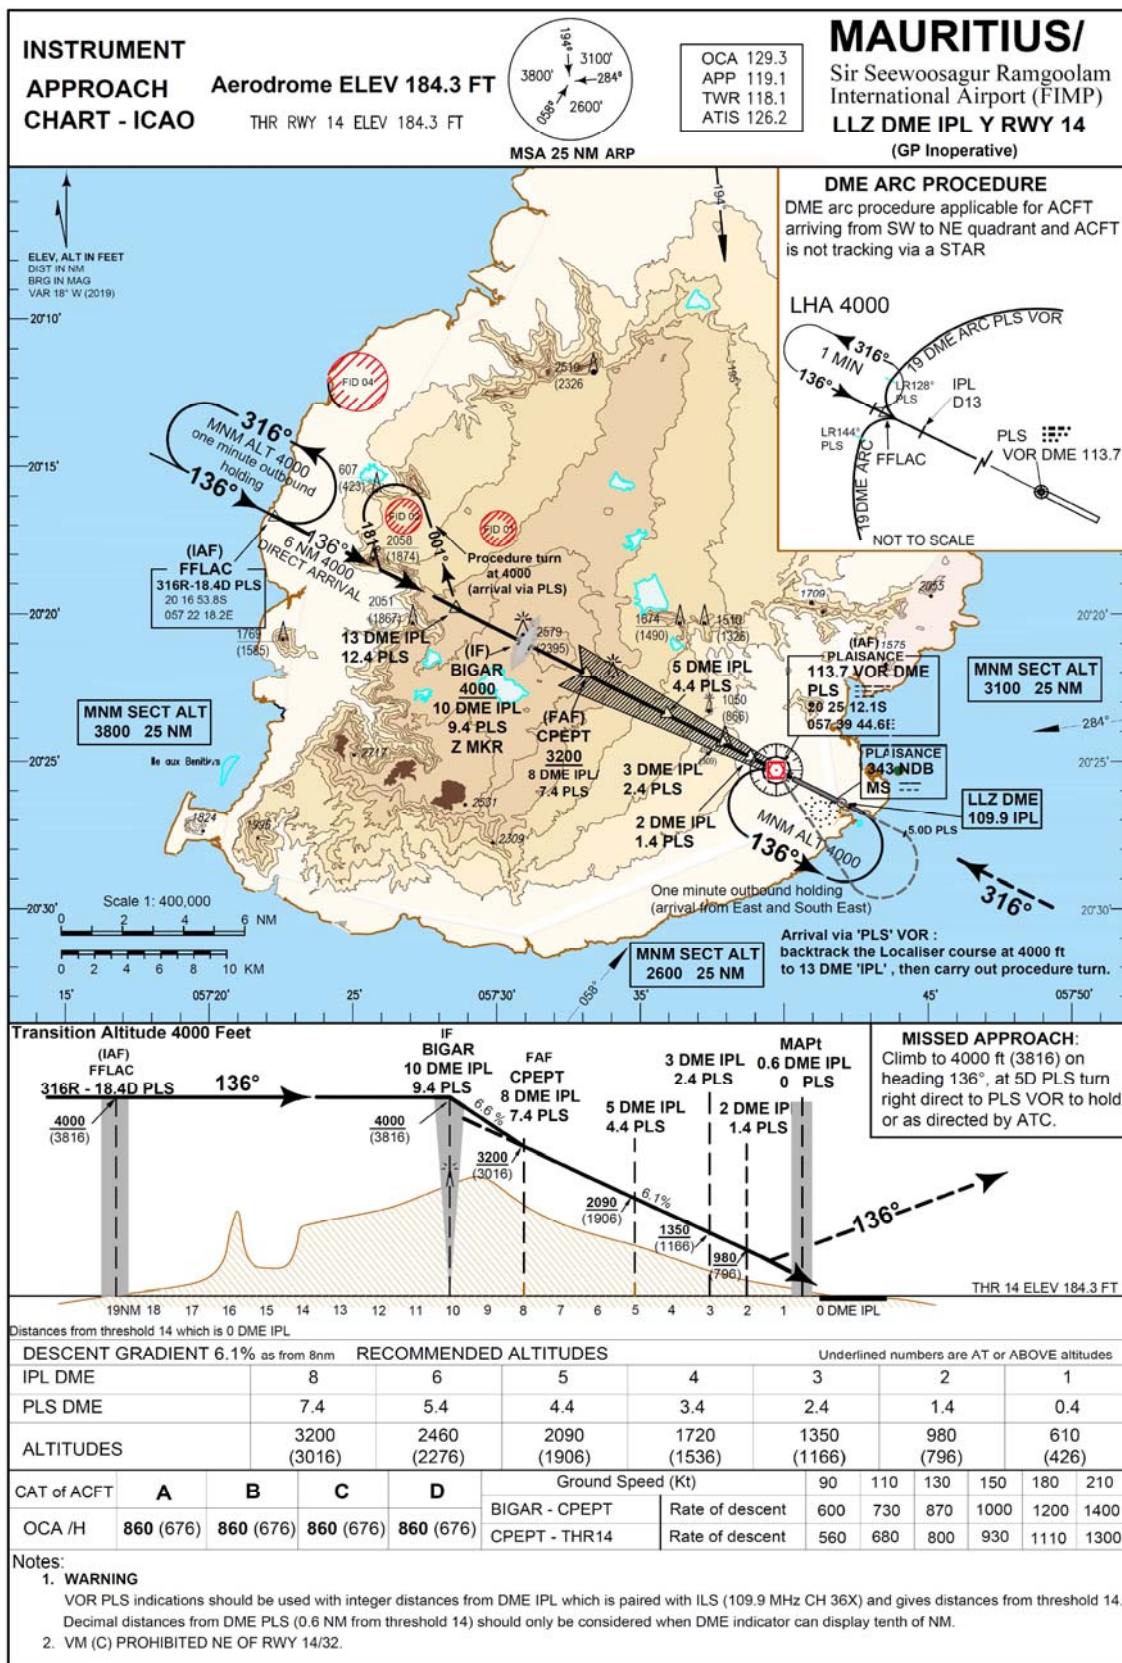 INSTRUMENT
APPROACH
CHART - ICAO
Aerodrome ELEV 184.3 FT
THR RWY 14 ELEV 184.3 FT
194°
3100'
3800'
284°
058°
2600'
MSA 25 NM ARP
OCA 129.3
APP 119.1
TWR 118.1
ATIS 126.2
MAURITIUS/
Sir Seewoosagur Ramgoolam
International Airport (FIMP)
LLZ DME IPL Y RWY 14
(GP Inoperative)
ELEV, ALT IN FEET
DIST IN NM
BRG IN MAG
VAR 18° W (2019)
194°
DME ARC PROCEDURE
DME arc procedure applicable for ACFT
arriving from SW to NE quadrant and ACFT
is not tracking via a STAR
LHA 4000
19 DME ARC PLS VOR
316°
1 MIN
136°
LR128°
PLS
IPL
D13
LR144°
PLS
FFLAC
PLS
VOR DME 113.7
19 DME ARC
NOT TO SCALE
20°10'
20°15'
20°20'
20°25'
20°30'
FID 04
2510
(2326
1195
316°
MNM ALT 4000
one minute outbound
holding
136°
607
(423)
181°
001°
2058
(1874)
136°
6 NM 4000
DIRECT ARRIVAL
Procedure turn
at 4000
(arrival via PLS)
(IAF)
FFLAC
316R-18.4D PLS
20 16 53.8S
057 22 18.2E
2051
(1867)
1769
(1585)
13 DME IPL
12.4 PLS
2579
(2395)
1674
(1490)
1510
(1326)
1709
2055
1575
(IF)
BIGAR
4000
10 DME IPL
9.4 PLS
Z MKR
(FAF)
CPEPT
3200
8 DME IPL/
7.4 PLS
5 DME IPL
4.4 PLS
1050
(866)
(IAF)
PLAISANCE
113.7 VOR DME
PLS
20 25 12.1S
057 39 44.6E
MNM SECT ALT
3100 25 NM
284°
MNM SECT ALT
3800 25 NM
Ile aux Benitiers
2717
2531
2309
1824
1996
3 DME IPL
2.4 PLS
2 DME IPL
1.4 PLS
PLAISANCE
343 NDB
MS
LLZ DME
109.9 IPL
5.0D PLS
MNM ALT 4000
136°
316°
One minute outbound holding
(arrival from East and South East)
Scale 1: 400,000
0 2 4 6 NM
0 2 4 6 8 10 KM
MNM SECT ALT
2600 25 NM
058°
Arrival via 'PLS' VOR :
backtrack the Localiser course at 4000 ft
to 13 DME 'IPL' , then carry out procedure turn.
20°20'
20°25'
20°30'
15' 057°20' 25' 057°30' 35' 45' 057°50'
Transition Altitude 4000 Feet
(IAF)
FFLAC
316R - 18.4D PLS
4000
(3816)
136°
IF
BIGAR
10 DME IPL
9.4 PLS
4000
(3816)
6.6 %
FAF
CPEPT
8 DME IPL
7.4 PLS
3200
(3016)
5 DME IPL
4.4 PLS
2090
(1906)
6.1%
3 DME IPL
2.4 PLS
1350
(1166)
2 DME IP
1.4 PLS
980
(796)
MAPt
0.6 DME IPL
0 PLS
MISSED APPROACH:
Climb to 4000 ft (3816) on
heading 136°, at 5D PLS turn
right direct to PLS VOR to hold
or as directed by ATC.
136°
THR 14 ELEV 184.3 FT
19NM 18 17 16 15 14 13 12 11 10 9 8 7 6 5 4 3 2 1 0 DME IPL
Distances from threshold 14 which is 0 DME IPL
DESCENT GRADIENT 6.1% as from 8nm RECOMMENDED ALTITUDES Underlined numbers are AT or ABOVE altitudes
IPL DME 8 6 5 4 3 2 1
PLS DME 7.4 5.4 4.4 3.4 2.4 1.4 0.4
ALTITUDES 3200 2460 2090 1720 1350 980 610
(3016) (2276) (1906) (1536) (1166) (796) (426)
CAT of ACFT A B C D Ground Speed (Kt) 90 110 130 150 180 210
OCA /H 860 (676) 860 (676) 860 (676) 860 (676)
BIGAR - CPEPT Rate of descent 600 730 870 1000 1200 1400
CPEPT - THR14 Rate of descent 560 680 800 930 1110 1300
Notes:
1. WARNING
VOR PLS indications should be used with integer distances from DME IPL which is paired with ILS (109.9 MHz CH 36X) and gives distances from threshold 14.
Decimal distances from DME PLS (0.6 NM from threshold 14) should only be considered when DME indicator can display tenth of NM.
2. VM (C) PROHIBITED NE OF RWY 14/32.